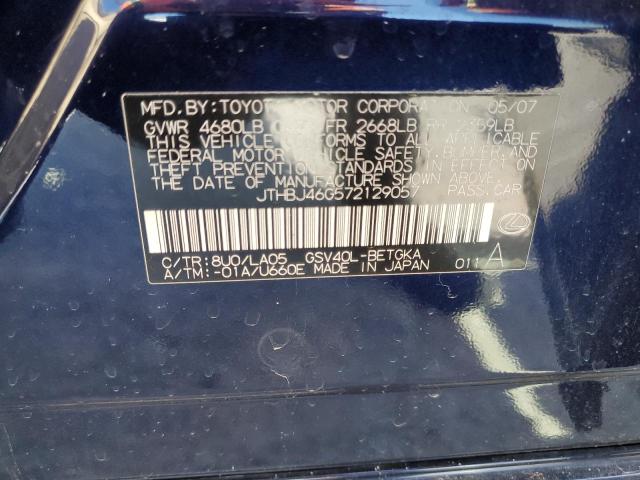 MFD. BY: TOYOTA MOTOR CORPORATION 05/07
GVWR 4680LB FR 2668LB
THIS VEHICLE CONFORMS TO ALL APPLICABLE
FEDERAL MOTOR VEHICLE SAFETY, BUMPER, AND
THEFT PREVENTION STANDARDS IN EFFECT ON
THE DATE OF MANUFACTURE SHOWN ABOVE.
JTHBJ46G572129057 PASS.CAR
C/TR: 8U0/LA05 GSV40L-BETGKA
A/TM: -01A/U660E MADE IN JAPAN 011 A